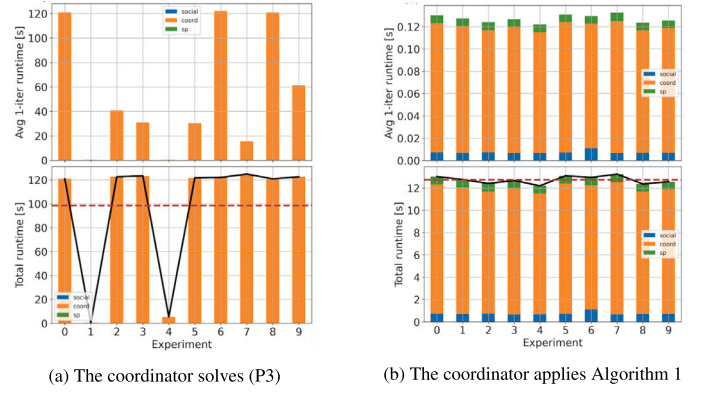 Avg 1-iter runtime [s]
120
100
80
60
40
20
0
social
coord
sp
Total runtime [s]
120
100
80
60
40
20
0
social
coord
sp
0 1 2 3 4 5 6 7 8 9
Experiment
(a) The coordinator solves (P3)
Avg 1-iter runtime [s]
0.12
0.10
0.08
0.06
0.04
0.02
0.00
social
coord
sp
Total runtime [s]
12
10
8
6
4
2
0
social
coord
sp
0 1 2 3 4 5 6 7 8 9
Experiment
(b) The coordinator applies Algorithm 1